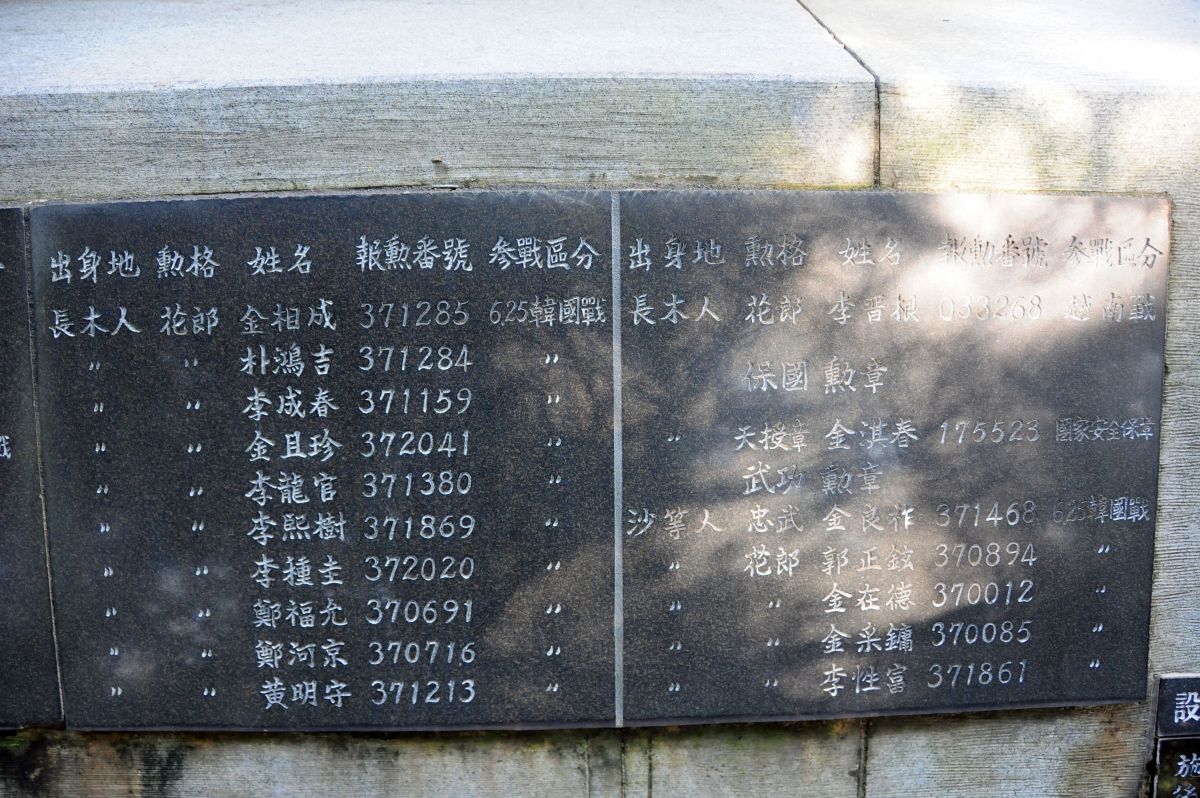 出身地 勲格 姓名 報勲番號 參戰區分
長木人 花郎 金相成 371285 6.25韓國戰
〃 〃 朴鴻吉 371284 〃
〃 〃 李成春 371159 〃
〃 〃 金且珍 372041 〃
〃 〃 李龍官 371380 〃
〃 〃 李熙樹 371869 〃
〃 〃 李種圭 372020 〃
〃 〃 鄭福允 370691 〃
〃 〃 鄭河京 370716 〃
〃 〃 黃明守 371213 〃
出身地 勲格 姓名 報勲番號 參戰區分
長木人 花郎 李晋棋 033268 越南戰
保國 勲章
〃 天授章 金淇春 175523 國家安全保章
武功 勲章
沙等人 忠武 金良祚 371468 6.25韓國戰
〃 花郎 郭正鉉 370894 〃
〃 〃 金在德 370012 〃
〃 〃 金采鏞 370085 〃
〃 〃 李性富 371861 〃
設
施